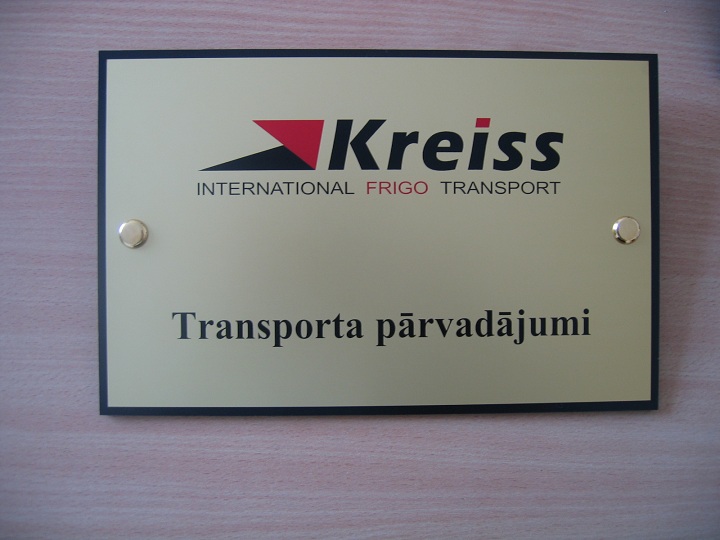 Kreiss
INTERNATIONAL FRIGO TRANSPORT
Transporta pārvadājumi